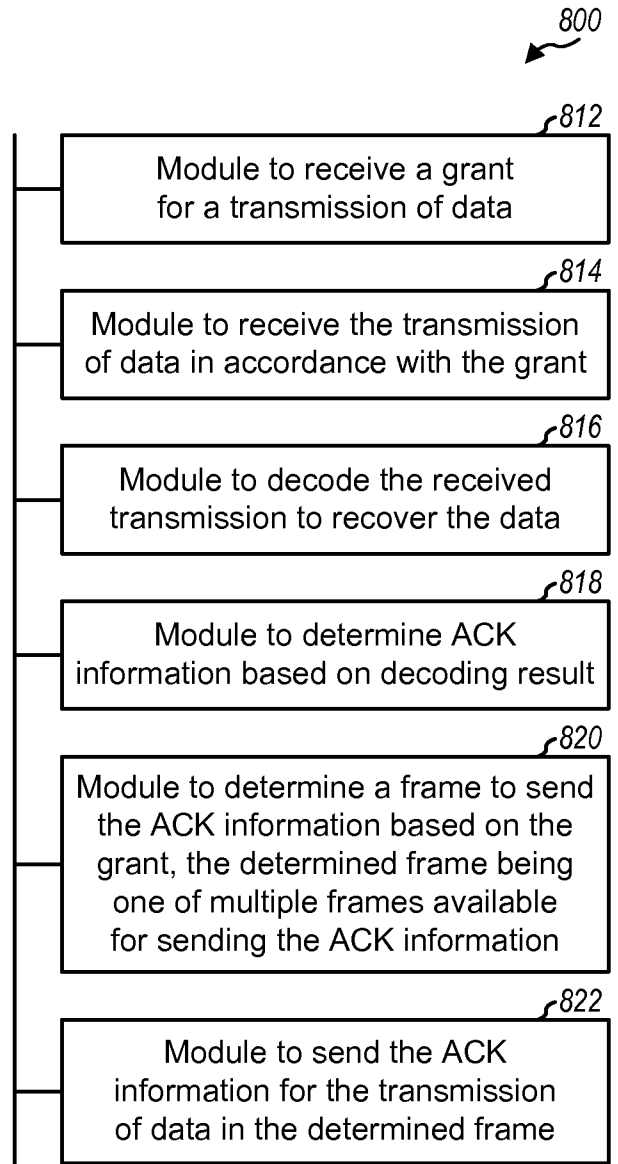 800
812
Module to receive a grant
for a transmission of data
814
Module to receive the transmission
of data in accordance with the grant
816
Module to decode the received
transmission to recover the data
818
Module to determine ACK
information based on decoding result
820
Module to determine a frame to send
the ACK information based on the
grant, the determined frame being
one of multiple frames available
for sending the ACK information
822
Module to send the ACK
information for the transmission
of data in the determined frame